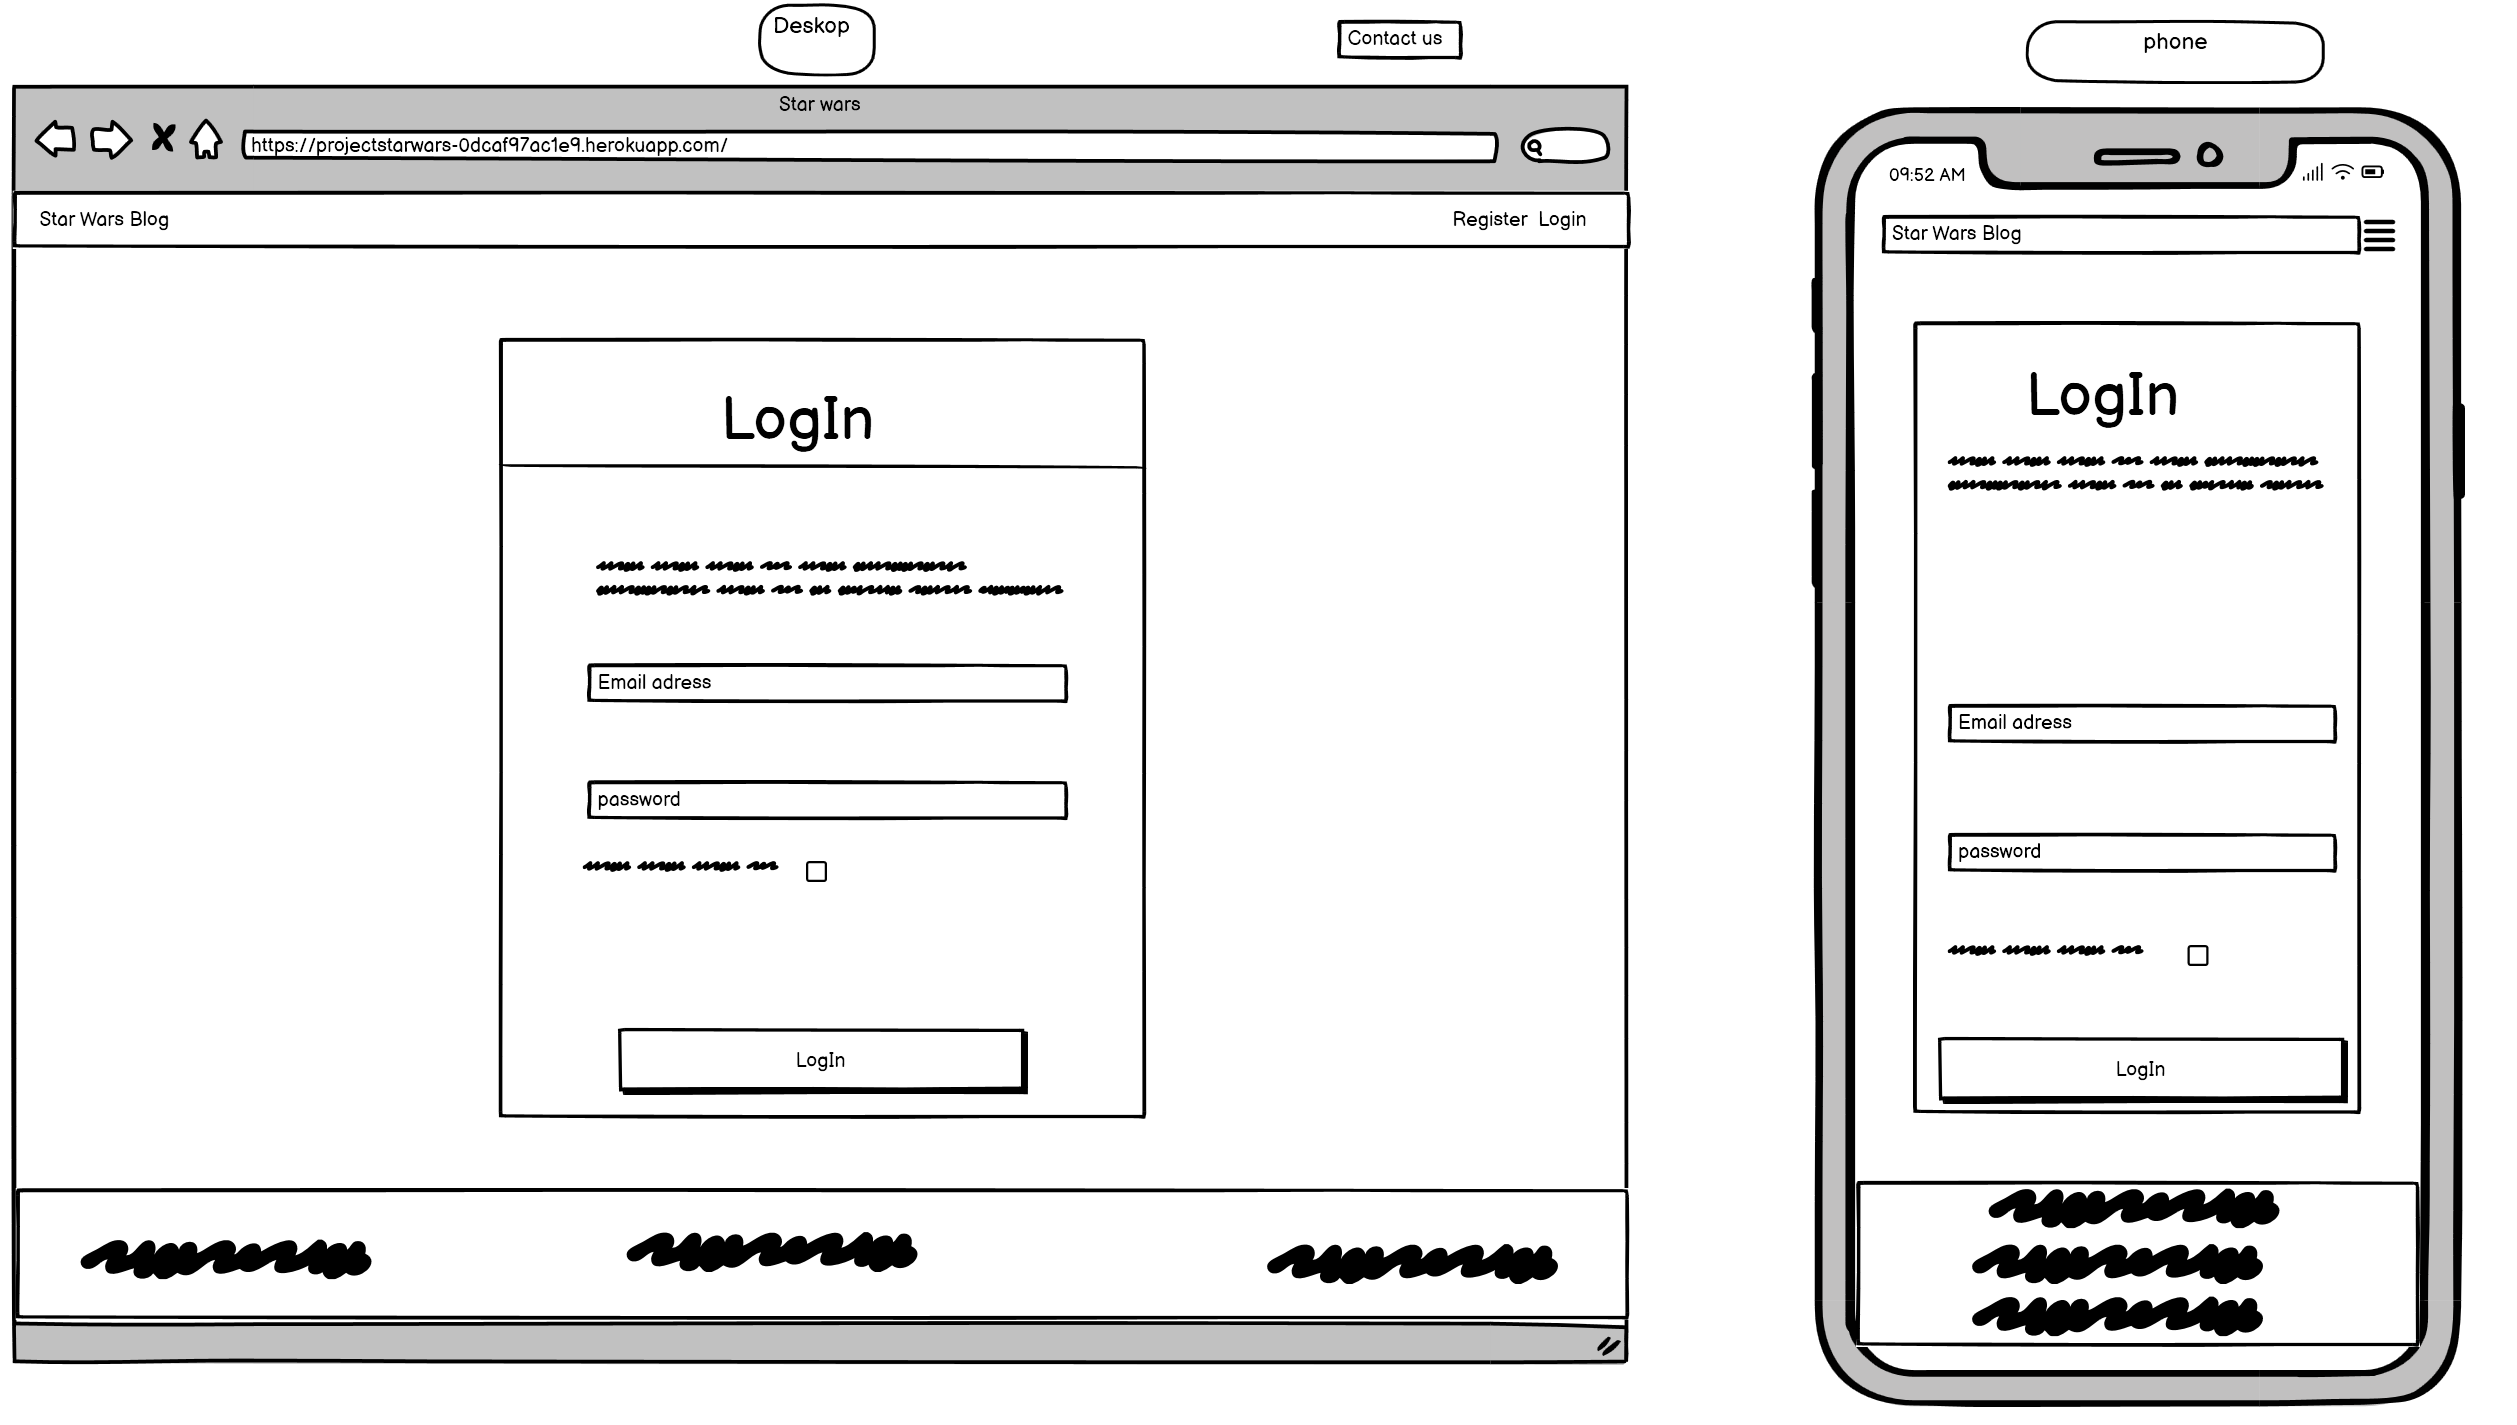 Deskop
Contact us
phone
Star wars
https://projectstarwars-0dcaf97ac1e9.herokuapp.com/
Star Wars Blog
Register Login
LogIn
Email adress
password
LogIn
09:52 AM
Star Wars Blog
LogIn
Email adress
password
LogIn